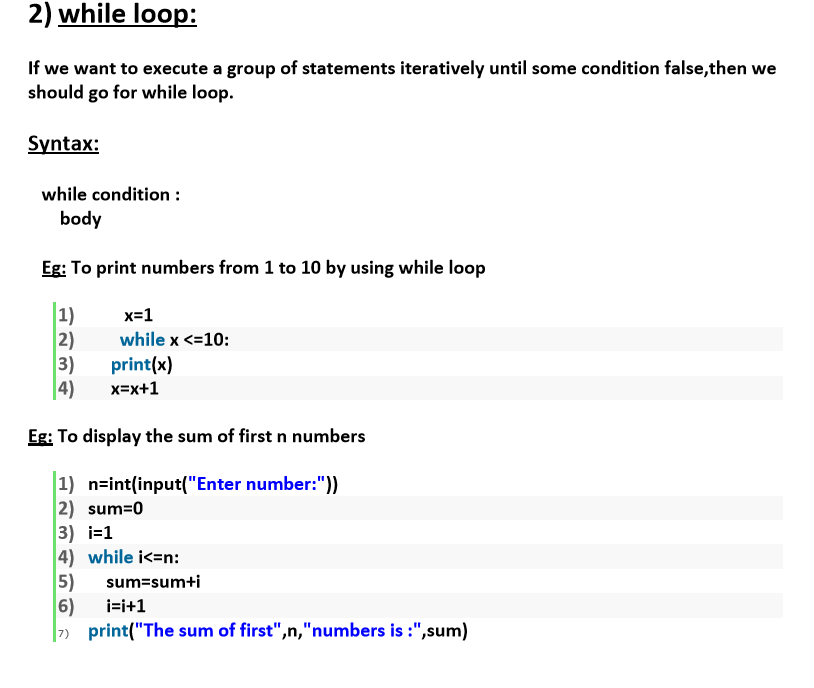 2) while loop:
If we want to execute a group of statements iteratively until some condition false,then we
should go for while loop.
Syntax:
while condition :
body
Eg: To print numbers from 1 to 10 by using while loop
1) x=1
2) while x <=10:
3) print(x)
4) x=x+1
Eg: To display the sum of first n numbers
1) n=int(input("Enter number:"))
2) sum=0
3) i=1
4) while i<=n:
5) sum=sum+i
6) i=i+1
7) print("The sum of first",n,"numbers is :",sum)